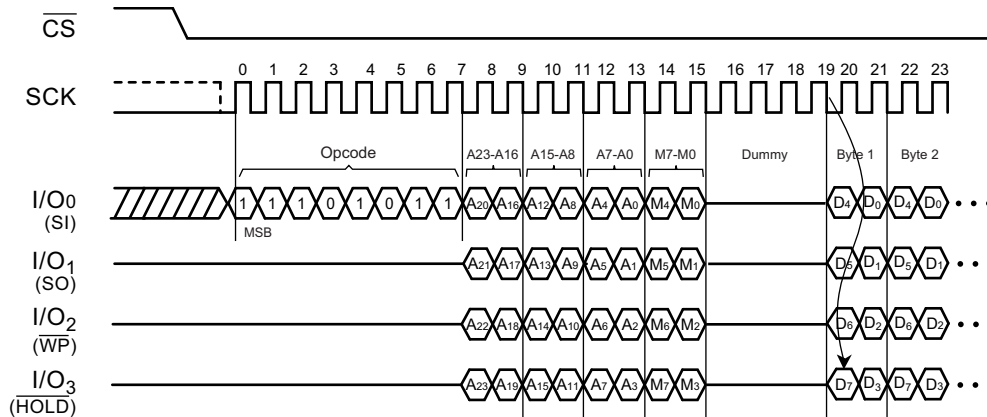 CS
0 1 2 3 4 5 6 7 8 9 10 11 12 13 14 15 16 17 18 19 20 21 22 23
SCK
Opcode A23-A16 A15-A8 A7-A0 M7-M0 Dummy Byte 1 Byte 2
I/O0 1 1 1 0 1 0 1 1 A20 A16 A12 A8 A4 A0 M4 M0 D4 D0 D4 D0
(SI) MSB
I/O1 A21 A17 A13 A9 A5 A1 M5 M1 D5 D1 D5 D1
(SO)
I/O2 A22 A18 A14 A10 A6 A2 M6 M2 D6 D2 D6 D2
(WP)
I/O3 A23 A19 A15 A11 A7 A3 M7 M3 D7 D3 D7 D3
(HOLD)